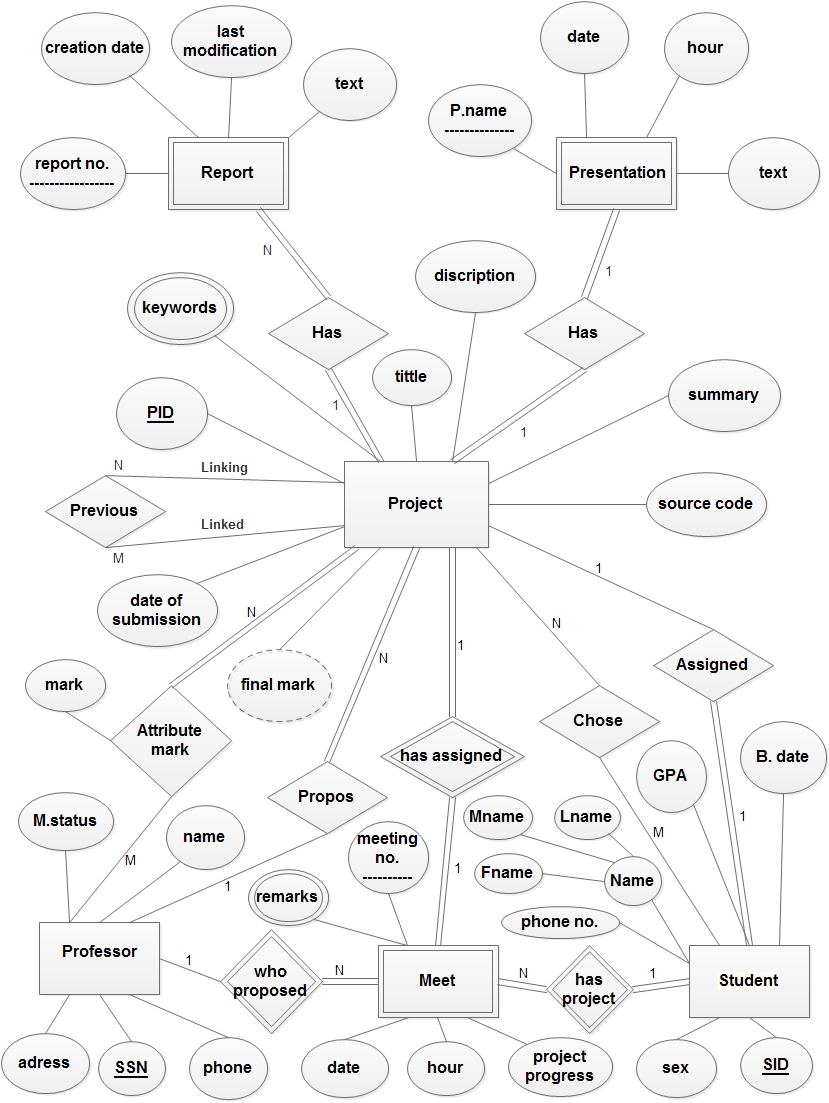 last
modification
creation date
text
report no.
-----------------
Report
date
hour
P.name
--------------
Presentation
text
N
1
keywords
Has
discription
Has
tittle
1
1
summary
PID
N
Linking
Previous
Project
source code
Linked
M
date of
submission
N
1
1
N
N
final mark
Assigned
mark
Attribute
mark
Chose
has assigned
GPA
B. date
Propos
M.status
name
Mname
Lname
1
M
meeting
no.
----------
M
1
Fname
Name
1
remarks
phone no.
Professor
1
who
proposed
N
Meet
N
has
project
1
Student
adress
SSN
phone
date
hour
project
progress
sex
SID